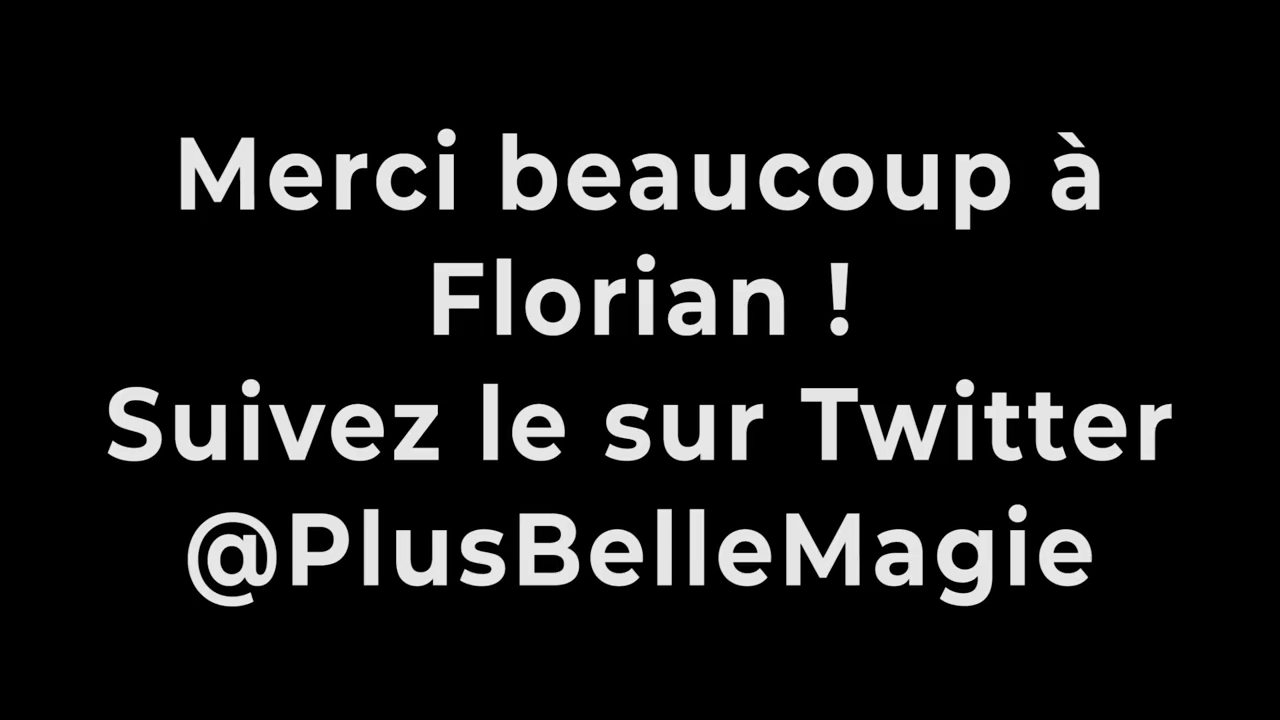 Merci beaucoup à
Florian !
Suivez le sur Twitter
@PlusBelleMagie